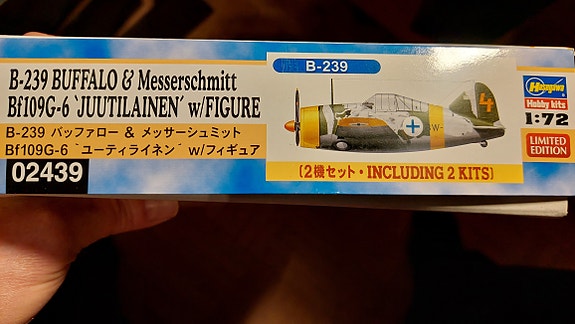 B-239 BUFFALO & Messerschmitt
Bf109G-6 `JUUTILAINEN´ w/FIGURE
B-239 バッファロー & メッサーシュミット
Bf109G-6 `ユーティライネン´ w/フィギュア
02439
B-239
4
BW-
(2機セット・INCLUDING 2 KITS)
Hasegawa
Hobby kits
1:72
LIMITED
EDITION